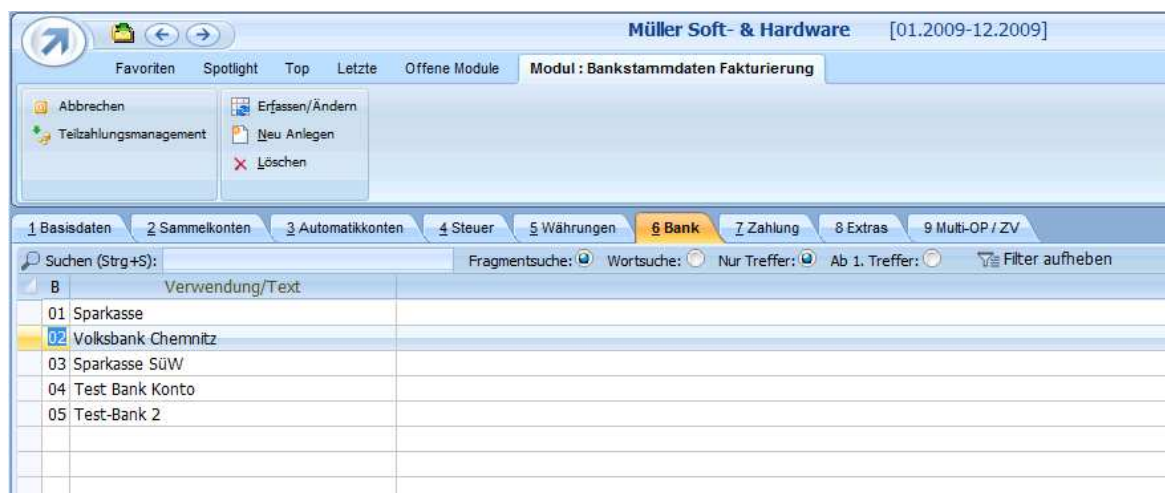 Müller Soft- & Hardware [01.2009-12.2009]
Favoriten Spotlight Top Letzte Offene Module Modul : Bankstammdaten Fakturierung
Abbrechen Erfassen/Ändern
Teilzahlungsmanagement Neu Anlegen
Löschen
1 Basisdaten 2 Sammelkonten 3 Automatikkonten 4 Steuer 5 Währungen 6 Bank 7 Zahlung 8 Extras 9 Multi-OP / ZV
Suchen (Strg+S): Fragmentsuche: Wortsuche: Nur Treffer: Ab 1. Treffer: Filter aufheben
B Verwendung/Text
01 Sparkasse
02 Volksbank Chemnitz
03 Sparkasse SüW
04 Test Bank Konto
05 Test-Bank 2